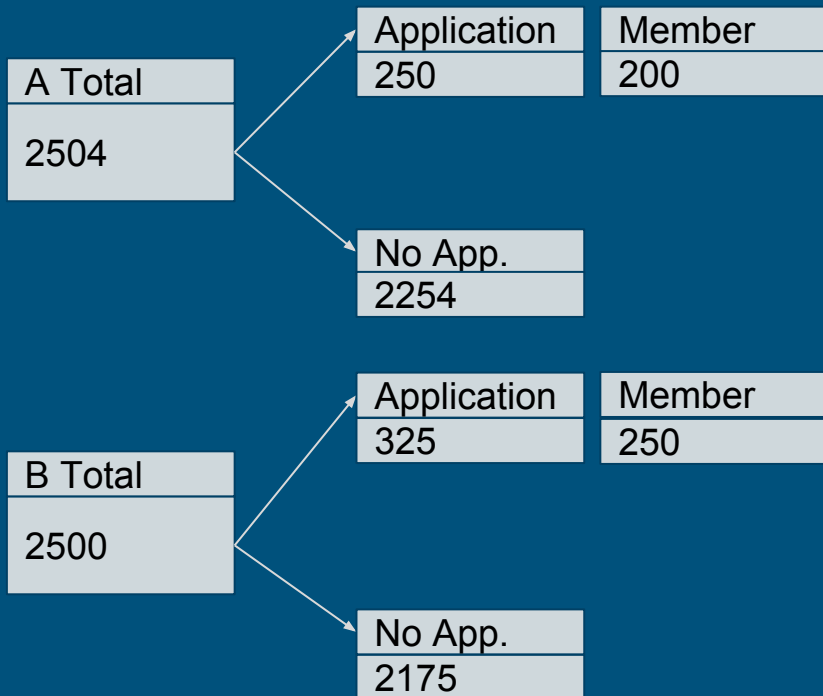 A Total
2504
Application
250
Member
200
No App.
2254
B Total
2500
Application
325
Member
250
No App.
2175